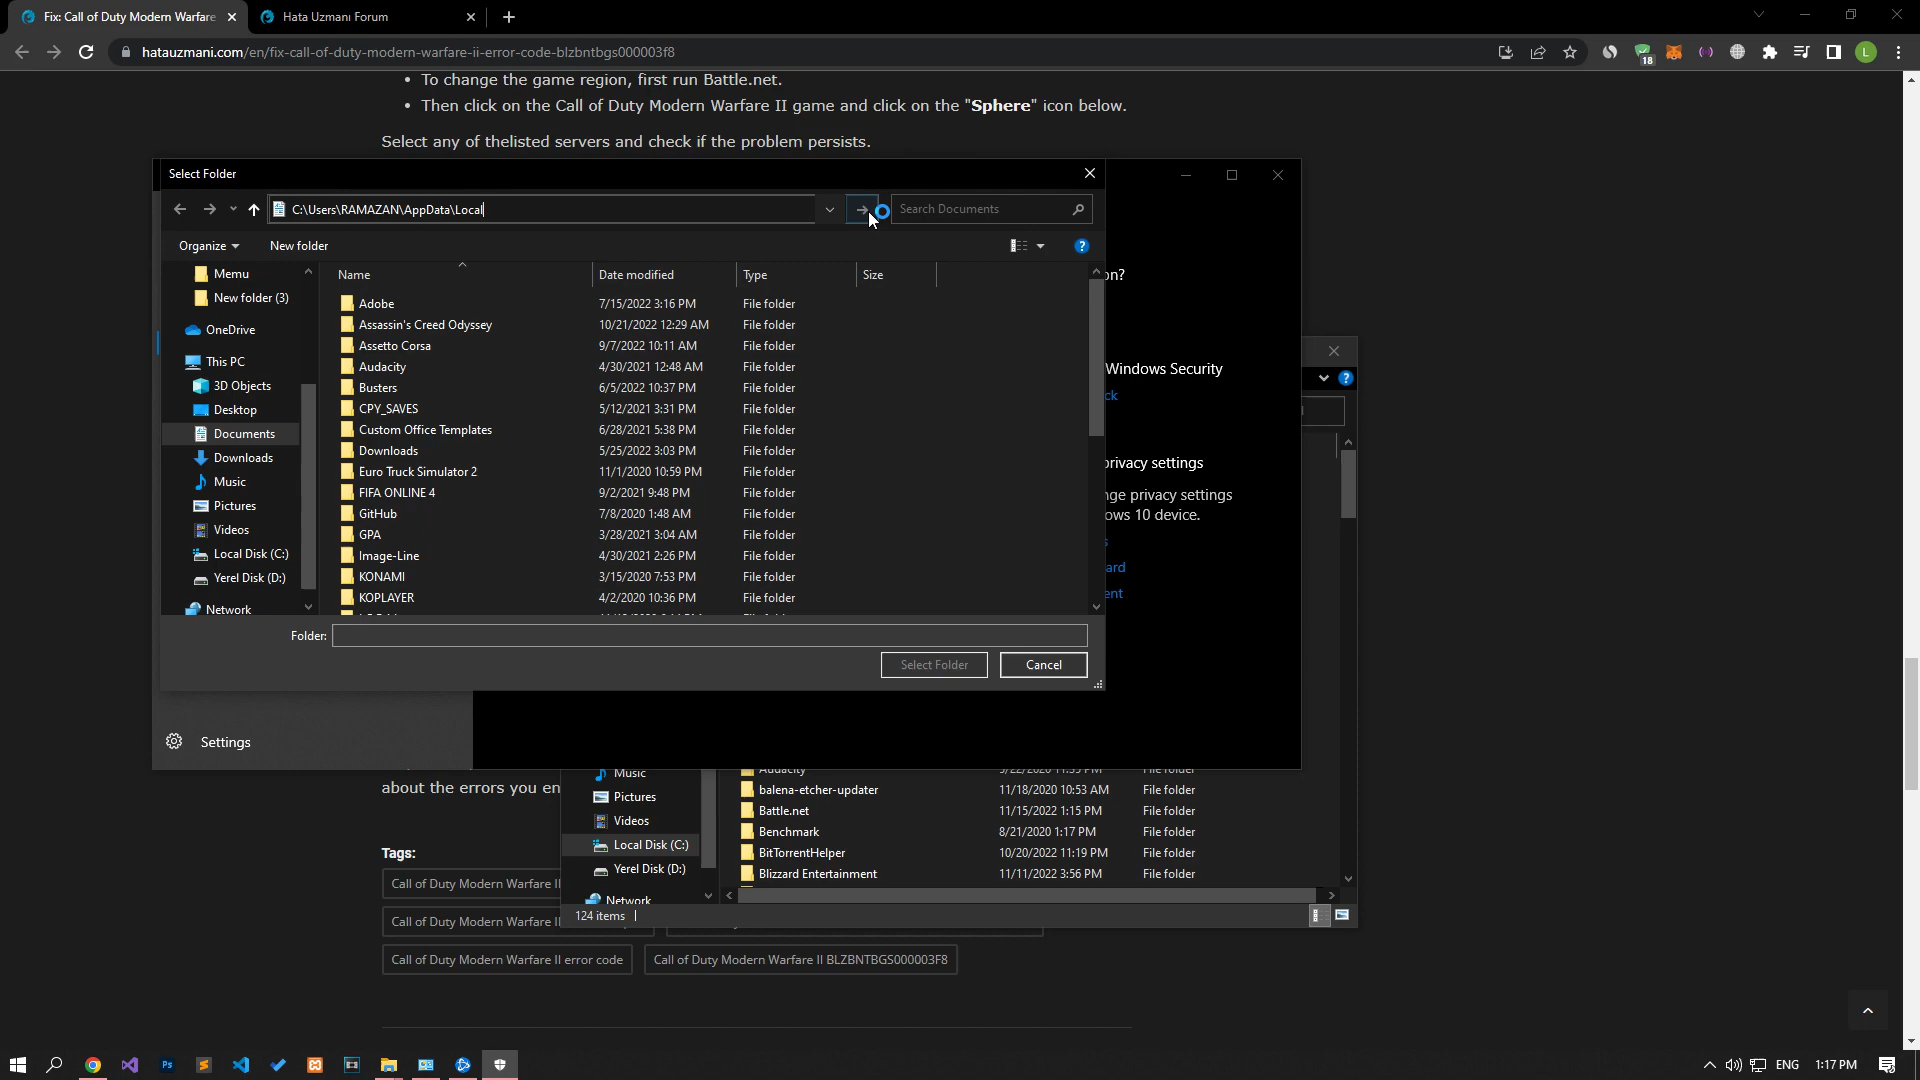 Fix: Call of Duty Modern Warfare
Hata Uzmanı Forum
hatauzmani.com/en/fix-call-of-duty-modern-warfare-ii-error-code-blzbntbgs000003f8
18
L
• To change the game region, first run Battle.net.
• Then click on the Call of Duty Modern Warfare II game and click on the "Sphere" icon below.
Select any of thelisted servers and check if the problem persists.
Select Folder
C:\Users\RAMAZAN\AppData\Local
Search Documents
Organize
New folder
Name
Date modified
Type
Size
Memu
New folder (3)
OneDrive
This PC
3D Objects
Desktop
Documents
Downloads
Music
Pictures
Videos
Local Disk (C:)
Yerel Disk (D:)
Network
Adobe 7/15/2022 3:16 PM File folder
Assassin's Creed Odyssey 10/21/2022 12:29 AM File folder
Assetto Corsa 9/7/2022 10:11 AM File folder
Audacity 4/30/2021 12:48 AM File folder
Busters 6/5/2022 10:37 PM File folder
CPY_SAVES 5/12/2021 3:31 PM File folder
Custom Office Templates 6/28/2021 5:38 PM File folder
Downloads 5/25/2022 3:03 PM File folder
Euro Truck Simulator 2 11/1/2020 10:59 PM File folder
FIFA ONLINE 4 9/2/2021 9:48 PM File folder
GitHub 7/8/2020 1:48 AM File folder
GPA 3/28/2021 3:04 AM File folder
Image-Line 4/30/2021 2:26 PM File folder
KONAMI 3/15/2020 7:53 PM File folder
KOPLAYER 4/2/2020 10:36 PM File folder
Folder:
Select Folder
Cancel
on?
Windows Security
ck
privacy settings
nge privacy settings
ows 10 device.
s
ard
ent
Settings
about the errors you en
Music
Pictures
Videos
Local Disk (C:)
Yerel Disk (D:)
Network
Audacity 5/22/2020 11:35 PM File folder
balena-etcher-updater 11/18/2020 10:53 AM File folder
Battle.net 11/15/2022 1:15 PM File folder
Benchmark 8/21/2020 1:17 PM File folder
BitTorrentHelper 10/20/2022 11:19 PM File folder
Blizzard Entertainment 11/11/2022 3:56 PM File folder
124 items
Tags:
Call of Duty Modern Warfare II
Call of Duty Modern Warfare II
Call of Duty Modern Warfare II error code
Call of Duty Modern Warfare II BLZBNTBGS000003F8
ENG
1:17 PM